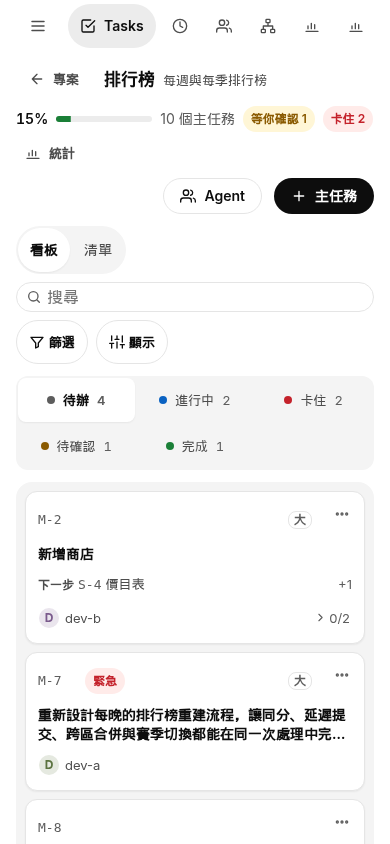 Tasks
專案 排行榜 每週與每季排行榜
15% 10 個主任務 等你確認 1 卡住 2
統計
Agent 主任務
看板 清單
搜尋
篩選 顯示
待辦 4 進行中 2 卡住 2
待確認 1 完成 1
M-2 大
新增商店
下一步 S-4 價目表 +1
D dev-b 0/2
M-7 緊急 大
重新設計每晚的排行榜重建流程，讓同分、延遲提
交、跨區合併與賽季切換都能在同一次處理中完…
D dev-a
M-8